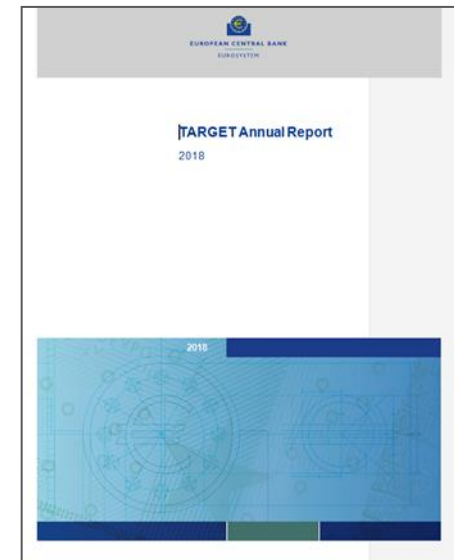 EUROPEAN CENTRAL BANK
EUROSYSTEM
TARGET Annual Report
2018
2018